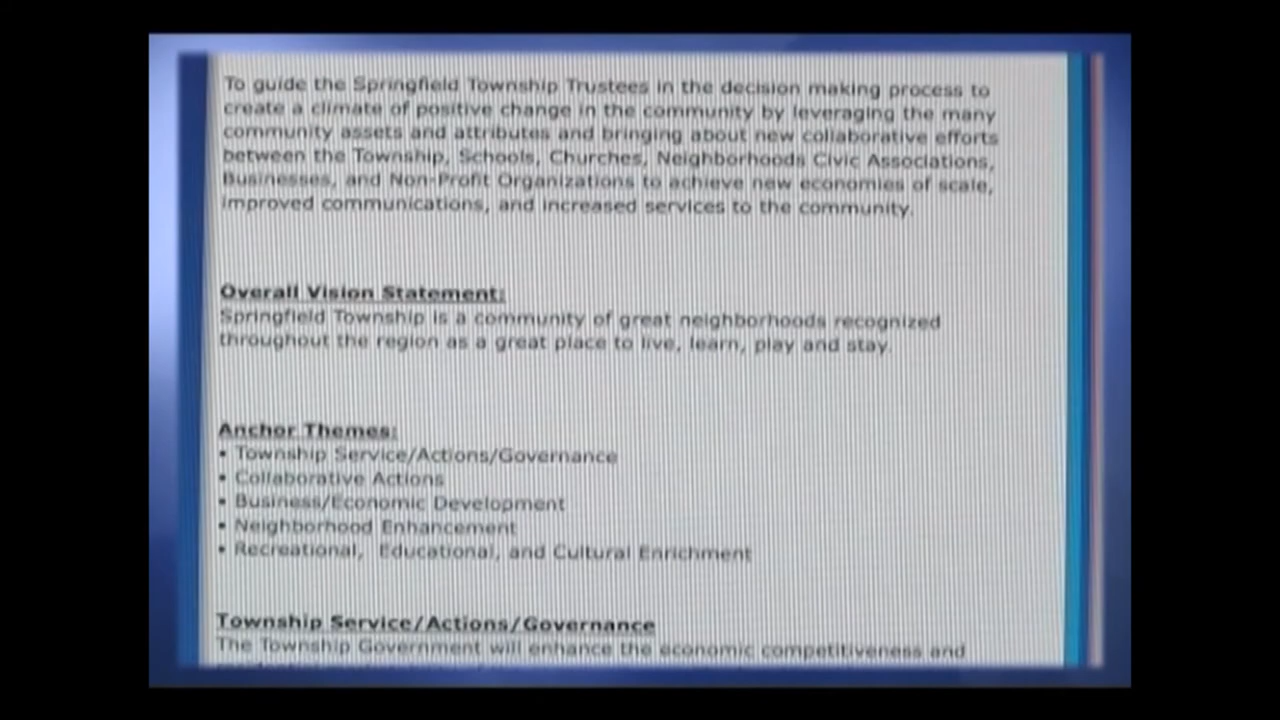 To guide the Springfield Township Trustees in the decision making process to
create a climate of positive change in the community by leveraging the many
community assets and attributes and bringing about new collaborative efforts
between the Township, Schools, Churches, Neighborhoods Civic Associations,
Businesses, and Non-Profit Organizations to achieve new economies of scale,
improved communications, and increased services to the community.
Overall Vision Statement:
Springfield Township is a community of great neighborhoods recognized
throughout the region as a great place to live, learn, play and stay.
Anchor Themes:
• Township Service/Actions/Governance
• Collaborative Actions
• Business/Economic Development
• Neighborhood Enhancement
• Recreational, Educational, and Cultural Enrichment
Township Service/Actions/Governance
The Township Government will enhance the economic competitiveness and